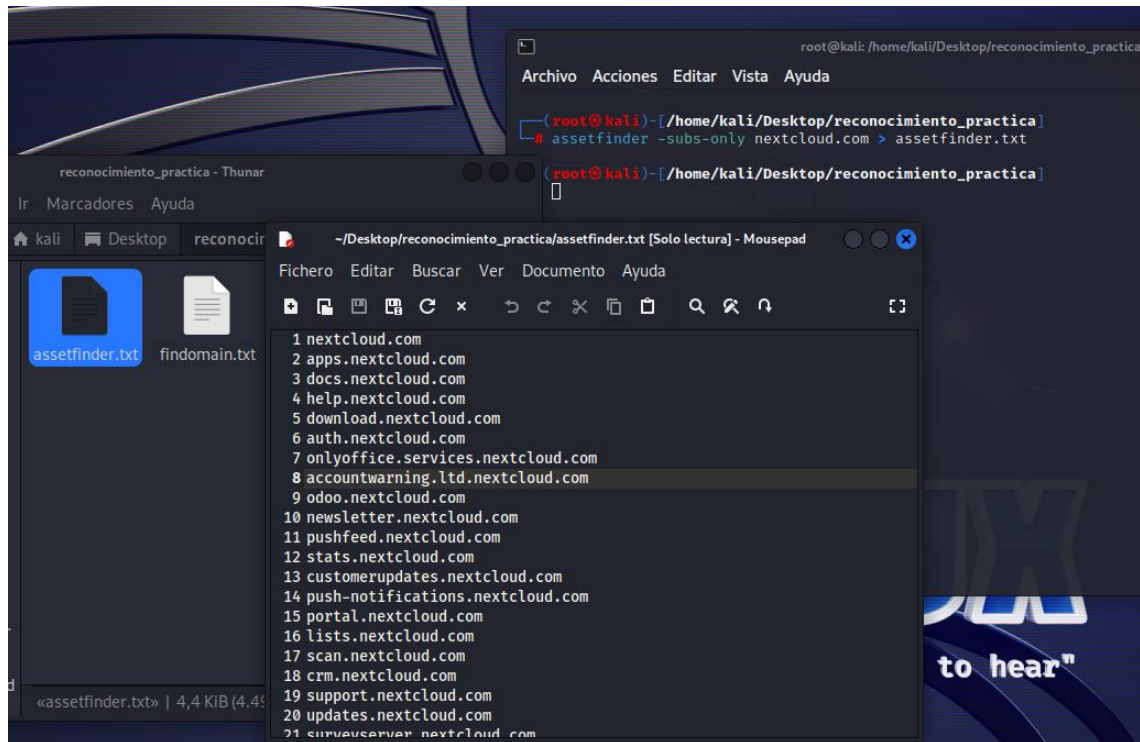 root@kali: /home/kali/Desktop/reconocimiento_practica
Archivo Acciones Editar Vista Ayuda
(root㉿kali)-[/home/kali/Desktop/reconocimiento_practica]
# assetfinder -subs-only nextcloud.com > assetfinder.txt
(root㉿kali)-[/home/kali/Desktop/reconocimiento_practica]
reconocimiento_practica - Thunar
Ir Marcadores Ayuda
kali Desktop reconocin
assetfinder.txt findomain.txt
«assetfinder.txt» | 4,4 KiB (4.49
~/Desktop/reconocimiento_practica/assetfinder.txt [Solo lectura] - Mousepad
Fichero Editar Buscar Ver Documento Ayuda
1 nextcloud.com
2 apps.nextcloud.com
3 docs.nextcloud.com
4 help.nextcloud.com
5 download.nextcloud.com
6 auth.nextcloud.com
7 onlyoffice.services.nextcloud.com
8 accountwarning.ltd.nextcloud.com
9 odoo.nextcloud.com
10 newsletter.nextcloud.com
11 pushfeed.nextcloud.com
12 stats.nextcloud.com
13 customerupdates.nextcloud.com
14 push-notifications.nextcloud.com
15 portal.nextcloud.com
16 lists.nextcloud.com
17 scan.nextcloud.com
18 crm.nextcloud.com
19 support.nextcloud.com
20 updates.nextcloud.com
21 surveyserver.nextcloud.com
UX
to hear"